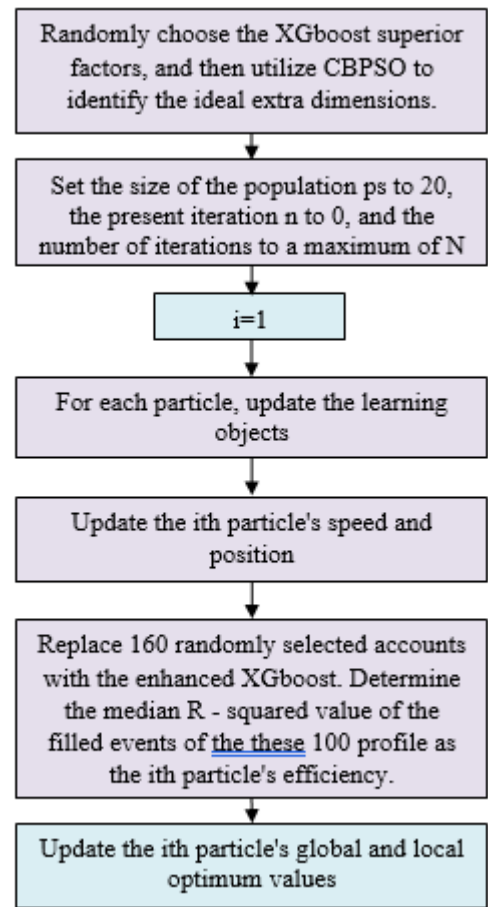 Randomly choose the XGboost superior
factors, and then utilize CBPSO to
identify the ideal extra dimensions.
Set the size of the population ps to 20,
the present iteration n to 0, and the
number of iterations to a maximum of N
i=1
For each particle, update the learning
objects
Update the ith particle's speed and
position
Replace 160 randomly selected accounts
with the enhanced XGboost. Determine
the median R - squared value of the
filled events of the these 100 profile as
the ith particle's efficiency.
Update the ith particle's global and local
optimum values